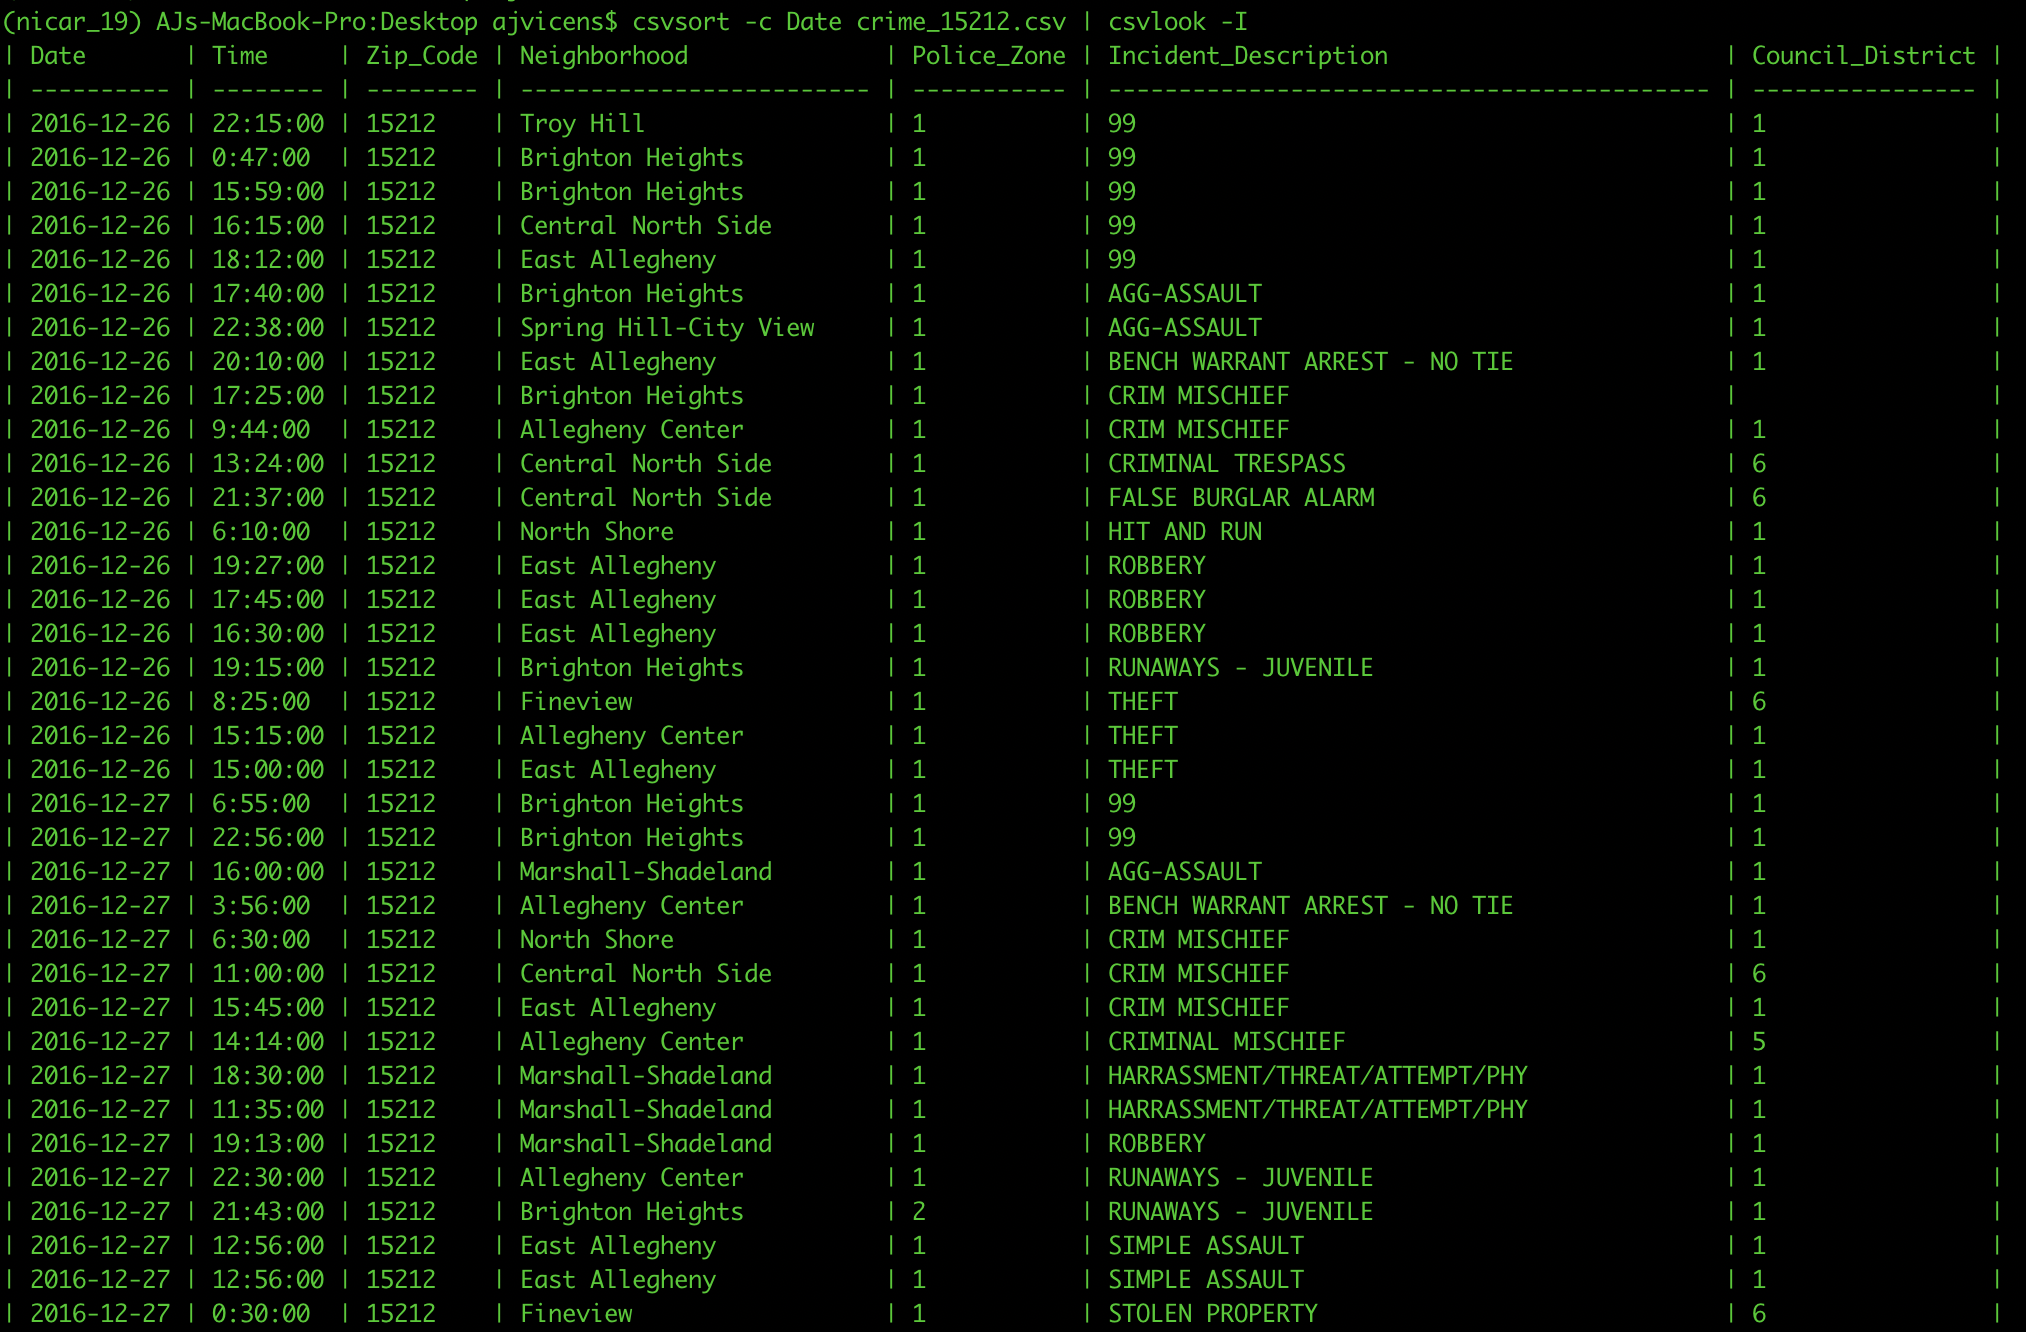 (nicar_19) AJs-MacBook-Pro:Desktop ajvicens$ csvsort -c Date crime_15212.csv | csvlook -I
| Date       | Time     | Zip_Code | Neighborhood              | Police_Zone | Incident_Description                        | Council_District |
| ---------- | -------- | -------- | ------------------------- | ----------- | ------------------------------------------- | ---------------- |
| 2016-12-26 | 22:15:00 | 15212    | Troy Hill                 | 1           | 99                                          | 1                |
| 2016-12-26 | 0:47:00  | 15212    | Brighton Heights          | 1           | 99                                          | 1                |
| 2016-12-26 | 15:59:00 | 15212    | Brighton Heights          | 1           | 99                                          | 1                |
| 2016-12-26 | 16:15:00 | 15212    | Central North Side        | 1           | 99                                          | 1                |
| 2016-12-26 | 18:12:00 | 15212    | East Allegheny            | 1           | 99                                          | 1                |
| 2016-12-26 | 17:40:00 | 15212    | Brighton Heights          | 1           | AGG-ASSAULT                                 | 1                |
| 2016-12-26 | 22:38:00 | 15212    | Spring Hill-City View     | 1           | AGG-ASSAULT                                 | 1                |
| 2016-12-26 | 20:10:00 | 15212    | East Allegheny            | 1           | BENCH WARRANT ARREST - NO TIE               | 1                |
| 2016-12-26 | 17:25:00 | 15212    | Brighton Heights          | 1           | CRIM MISCHIEF                               |                  |
| 2016-12-26 | 9:44:00  | 15212    | Allegheny Center          | 1           | CRIM MISCHIEF                               | 1                |
| 2016-12-26 | 13:24:00 | 15212    | Central North Side        | 1           | CRIMINAL TRESPASS                           | 6                |
| 2016-12-26 | 21:37:00 | 15212    | Central North Side        | 1           | FALSE BURGLAR ALARM                         | 6                |
| 2016-12-26 | 6:10:00  | 15212    | North Shore               | 1           | HIT AND RUN                                 | 1                |
| 2016-12-26 | 19:27:00 | 15212    | East Allegheny            | 1           | ROBBERY                                     | 1                |
| 2016-12-26 | 17:45:00 | 15212    | East Allegheny            | 1           | ROBBERY                                     | 1                |
| 2016-12-26 | 16:30:00 | 15212    | East Allegheny            | 1           | ROBBERY                                     | 1                |
| 2016-12-26 | 19:15:00 | 15212    | Brighton Heights          | 1           | RUNAWAYS - JUVENILE                         | 1                |
| 2016-12-26 | 8:25:00  | 15212    | Fineview                  | 1           | THEFT                                       | 6                |
| 2016-12-26 | 15:15:00 | 15212    | Allegheny Center          | 1           | THEFT                                       | 1                |
| 2016-12-26 | 15:00:00 | 15212    | East Allegheny            | 1           | THEFT                                       | 1                |
| 2016-12-27 | 6:55:00  | 15212    | Brighton Heights          | 1           | 99                                          | 1                |
| 2016-12-27 | 22:56:00 | 15212    | Brighton Heights          | 1           | 99                                          | 1                |
| 2016-12-27 | 16:00:00 | 15212    | Marshall-Shadeland        | 1           | AGG-ASSAULT                                 | 1                |
| 2016-12-27 | 3:56:00  | 15212    | Allegheny Center          | 1           | BENCH WARRANT ARREST - NO TIE               | 1                |
| 2016-12-27 | 6:30:00  | 15212    | North Shore               | 1           | CRIM MISCHIEF                               | 1                |
| 2016-12-27 | 11:00:00 | 15212    | Central North Side        | 1           | CRIM MISCHIEF                               | 6                |
| 2016-12-27 | 15:45:00 | 15212    | East Allegheny            | 1           | CRIM MISCHIEF                               | 1                |
| 2016-12-27 | 14:14:00 | 15212    | Allegheny Center          | 1           | CRIMINAL MISCHIEF                           | 5                |
| 2016-12-27 | 18:30:00 | 15212    | Marshall-Shadeland        | 1           | HARRASSMENT/THREAT/ATTEMPT/PHY              | 1                |
| 2016-12-27 | 11:35:00 | 15212    | Marshall-Shadeland        | 1           | HARRASSMENT/THREAT/ATTEMPT/PHY              | 1                |
| 2016-12-27 | 19:13:00 | 15212    | Marshall-Shadeland        | 1           | ROBBERY                                     | 1                |
| 2016-12-27 | 22:30:00 | 15212    | Allegheny Center          | 1           | RUNAWAYS - JUVENILE                         | 1                |
| 2016-12-27 | 21:43:00 | 15212    | Brighton Heights          | 2           | RUNAWAYS - JUVENILE                         | 1                |
| 2016-12-27 | 12:56:00 | 15212    | East Allegheny            | 1           | SIMPLE ASSAULT                              | 1                |
| 2016-12-27 | 12:56:00 | 15212    | East Allegheny            | 1           | SIMPLE ASSAULT                              | 1                |
| 2016-12-27 | 0:30:00  | 15212    | Fineview                  | 1           | STOLEN PROPERTY                             | 6                |